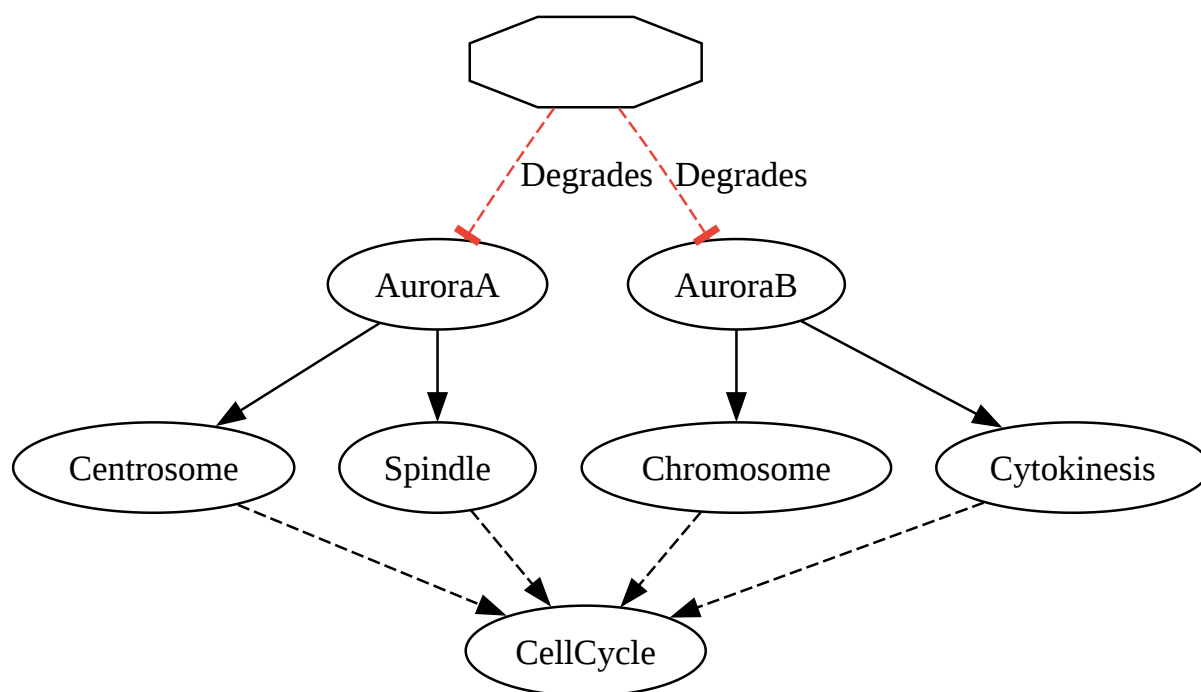 Degrades
Degrades
AuroraA
AuroraB
Centrosome
Spindle
Chromosome
Cytokinesis
CellCycle